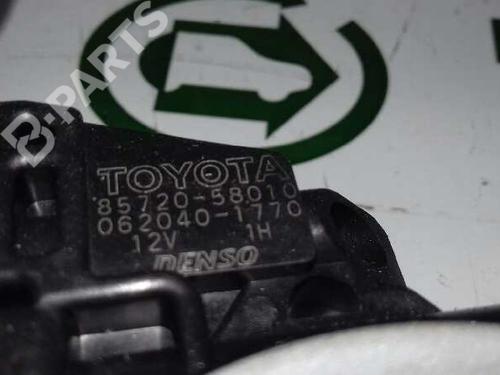 B-PARTS
TOYOTA
85720-58010
062040-1770
12V 1H
DENSO